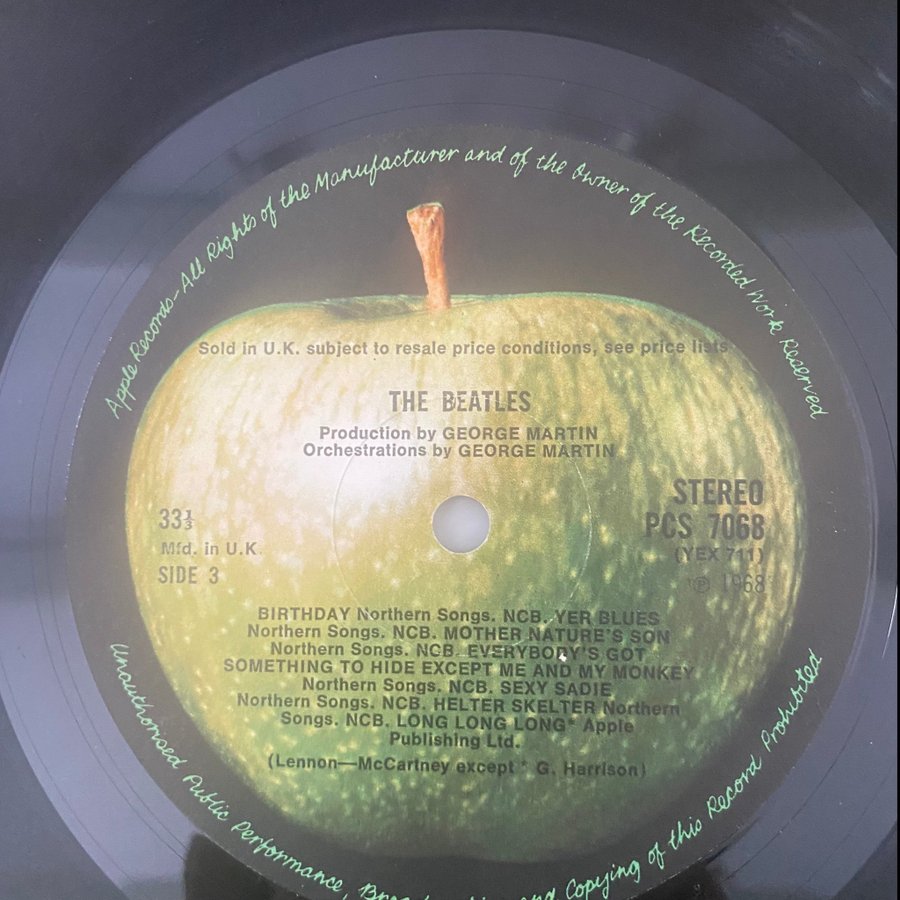 Apple Records—All Rights of the Manufacturer and of the Owner of the Recorded Work Reserved
Sold in U.K. subject to resale price conditions, see price lists
THE BEATLES
Production by GEORGE MARTIN
Orchestrations by GEORGE MARTIN
33⅓
Mfd. in U.K.
SIDE 3
STEREO
PCS 7068
(YEX 711)
℗ 1968
BIRTHDAY Northern Songs. NCB. YER BLUES
Northern Songs. NCB. MOTHER NATURE'S SON
Northern Songs. NCB. EVERYBODY'S GOT
SOMETHING TO HIDE EXCEPT ME AND MY MONKEY
Northern Songs. NCB. SEXY SADIE
Northern Songs. NCB. HELTER SKELTER Northern
Songs. NCB. LONG LONG LONG* Apple
Publishing Ltd.
(Lennon—McCartney except * G. Harrison)
Unauthorised Public Performance, and Copying of this Record Prohibited